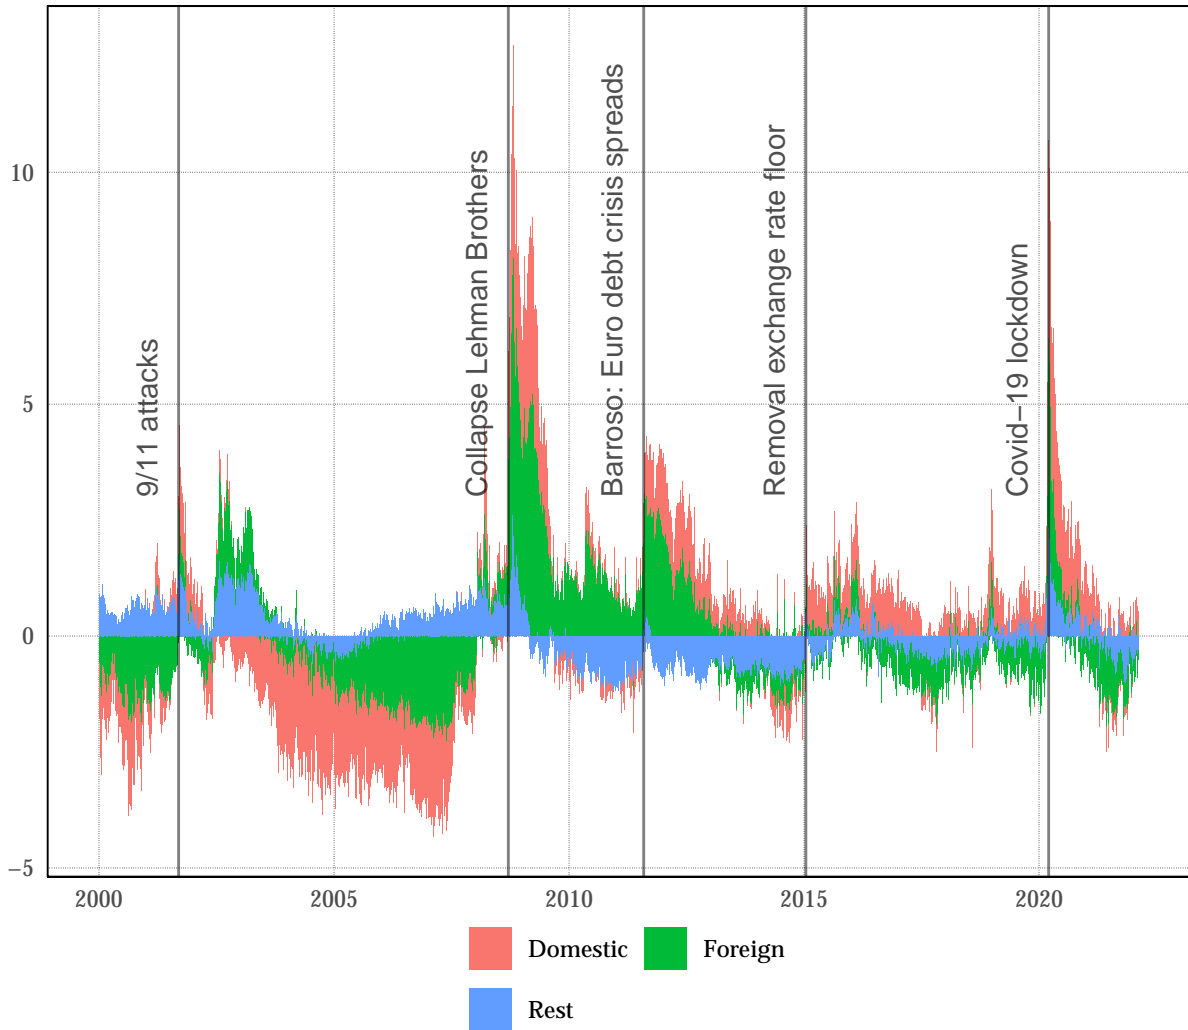 10
5
0
−5
9/11 attacks
Collapse Lehman Brothers
Barroso: Euro debt crisis spreads
Removal exchange rate floor
Covid−19 lockdown
2000
2005
2010
2015
2020
Domestic
Foreign
Rest